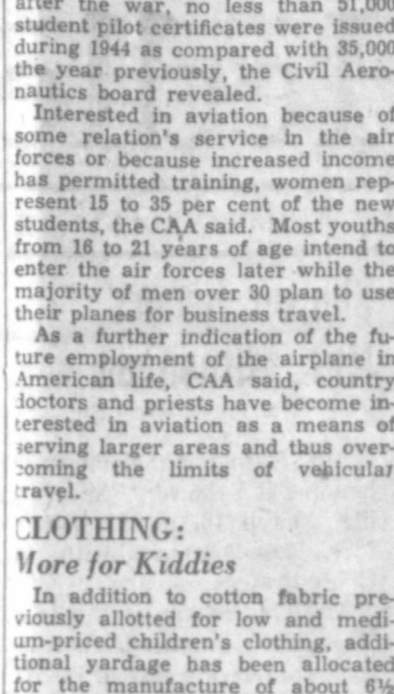 after the war, no less than 51,000
student pilot certificates were issued
during 1944 as compared with 35,000
the year previously, the Civil Aero-
nautics board revealed.
Interested in aviation because of
some relation's service in the air
forces or because increased income
has permitted training, women rep-
resent 15 to 35 per cent of the new
students, the CAA said. Most youths
from 16 to 21 years of age intend to
enter the air forces later while the
majority of men over 30 plan to use
their planes for business travel.
As a further indication of the fu-
ture employment of the airplane in
American life, CAA said, country
doctors and priests have become in-
terested in aviation as a means of
serving larger areas and thus over-
coming the limits of vehicular
travel.
CLOTHING:
More for Kiddies
In addition to cotton fabric pre-
viously allotted for low and medi-
um-priced children's clothing, addi-
tional yardage has been allocated
for the manufacture of about 6½